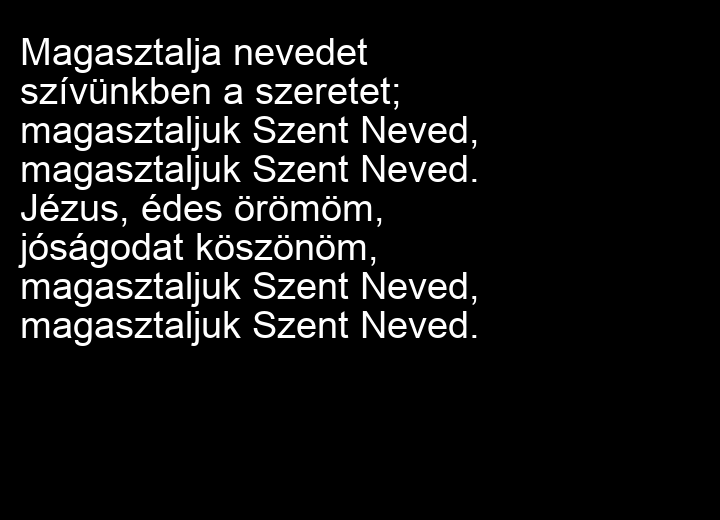 Magasztalja nevedet
szívünkben a szeretet;
magasztaljuk Szent Neved,
magasztaljuk Szent Neved.
Jézus, édes örömöm,
jóságodat köszönöm,
magasztaljuk Szent Neved,
magasztaljuk Szent Neved.